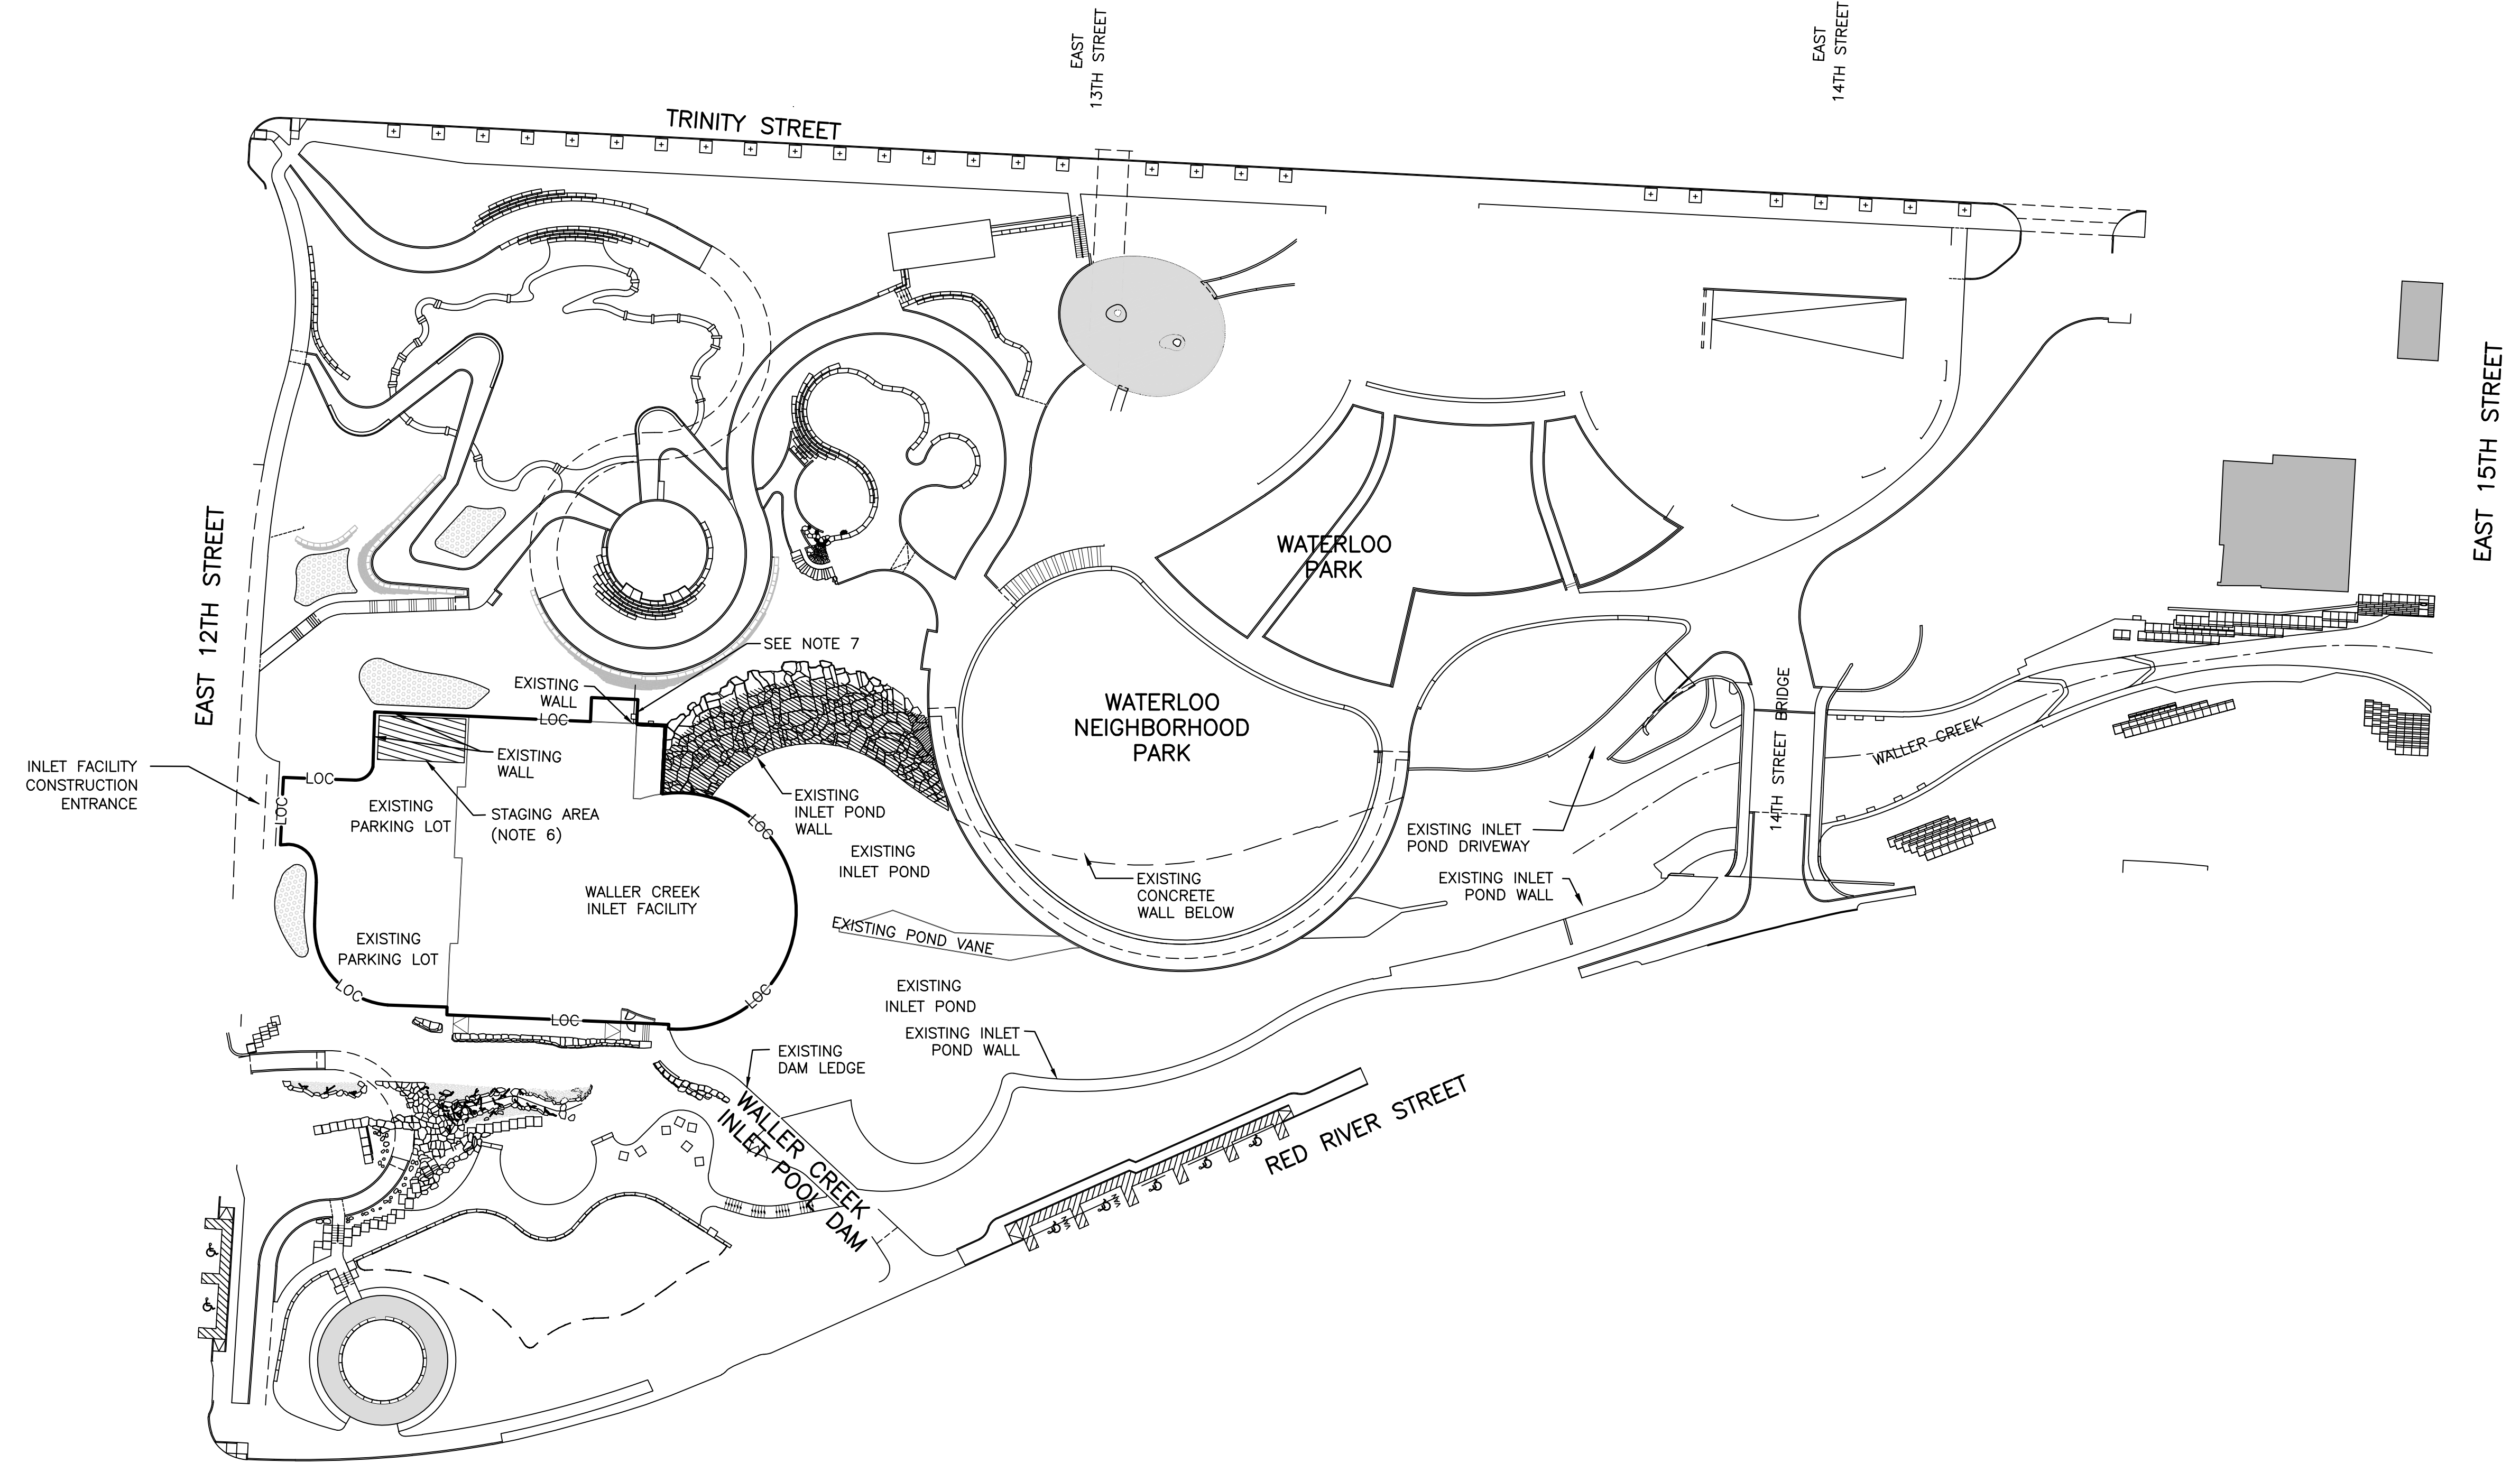 EAST
13TH STREET
EAST
14TH STREET
TRINITY STREET
EAST 15TH STREET
EAST 12TH STREET
WATERLOO
PARK
SEE NOTE 7
EXISTING
WALL
LOC
WATERLOO
NEIGHBORHOOD
PARK
14TH STREET BRIDGE
WALLER CREEK
EXISTING
WALL
INLET FACILITY
CONSTRUCTION
ENTRANCE
LOC
LOC
EXISTING
PARKING LOT
STAGING AREA
(NOTE 6)
EXISTING
INLET POND
WALL
LOC
EXISTING INLET
POND DRIVEWAY
EXISTING
INLET POND
EXISTING
CONCRETE
WALL BELOW
EXISTING INLET
POND WALL
WALLER CREEK
INLET FACILITY
EXISTING POND VANE
EXISTING
PARKING LOT
LOC
LOC
LOC
EXISTING
INLET POND
EXISTING INLET
POND WALL
EXISTING
DAM LEDGE
WALLER CREEK
INLET POOL DAM
RED RIVER STREET